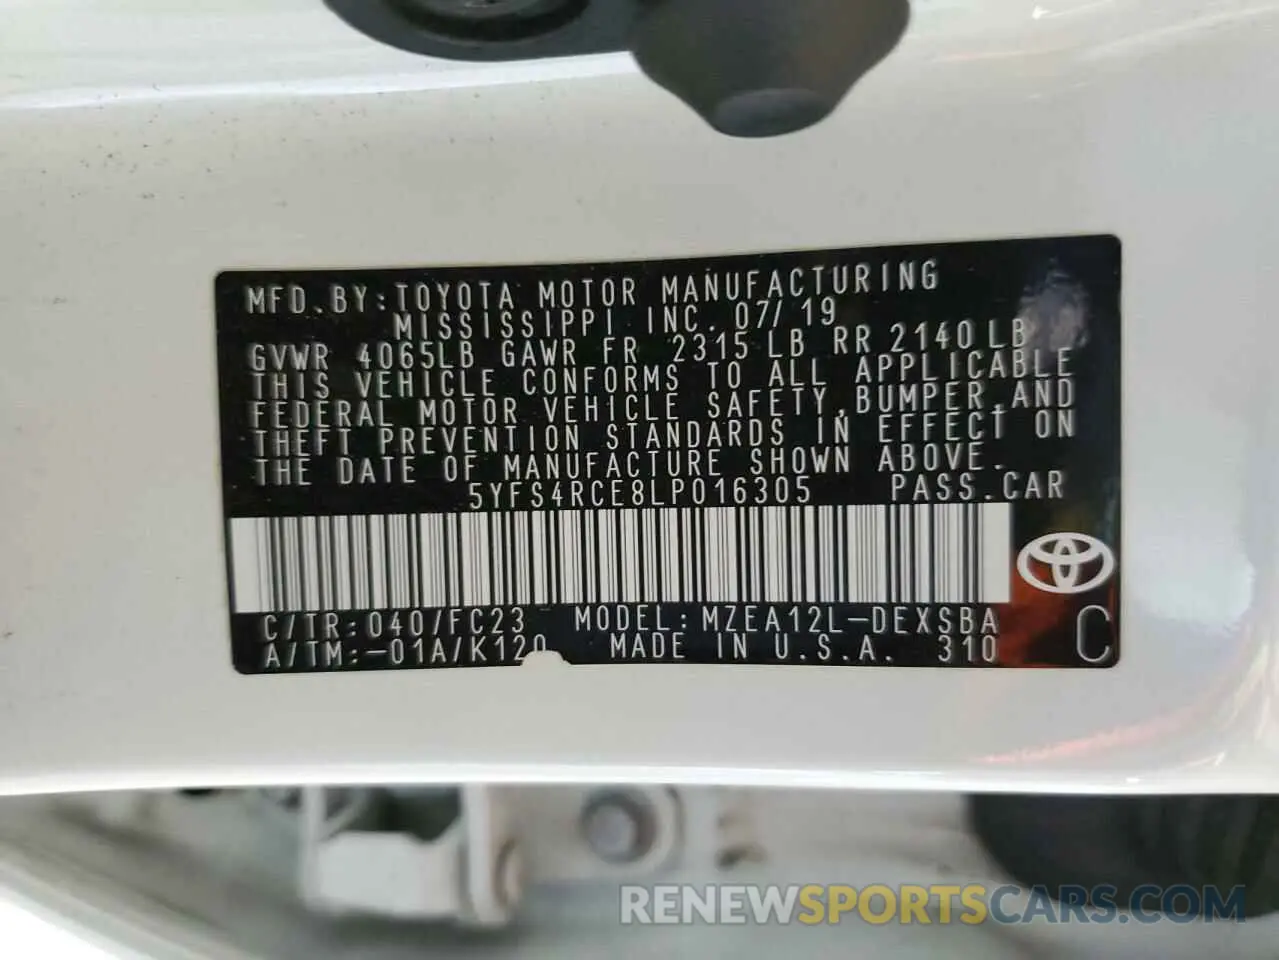 MFD. BY: TOYOTA MOTOR MANUFACTURING
MISSISSIPPI INC. 07/19
GVWR 4065LB GAWR FR 2315 LB RR 2140 LB
THIS VEHICLE CONFORMS TO ALL APPLICABLE
FEDERAL MOTOR VEHICLE SAFETY, BUMPER, AND
THEFT PREVENTION STANDARDS IN EFFECT ON
THE DATE OF MANUFACTURE SHOWN ABOVE.
5YFS4RCE8LP016305 PASS. CAR
C/TR: 040/FC23 MODEL: MZEA12L-DEXSBA
A/TM: -01A/K120 MADE IN U.S.A. 310 C
RENEWSPORTSCARS.COM